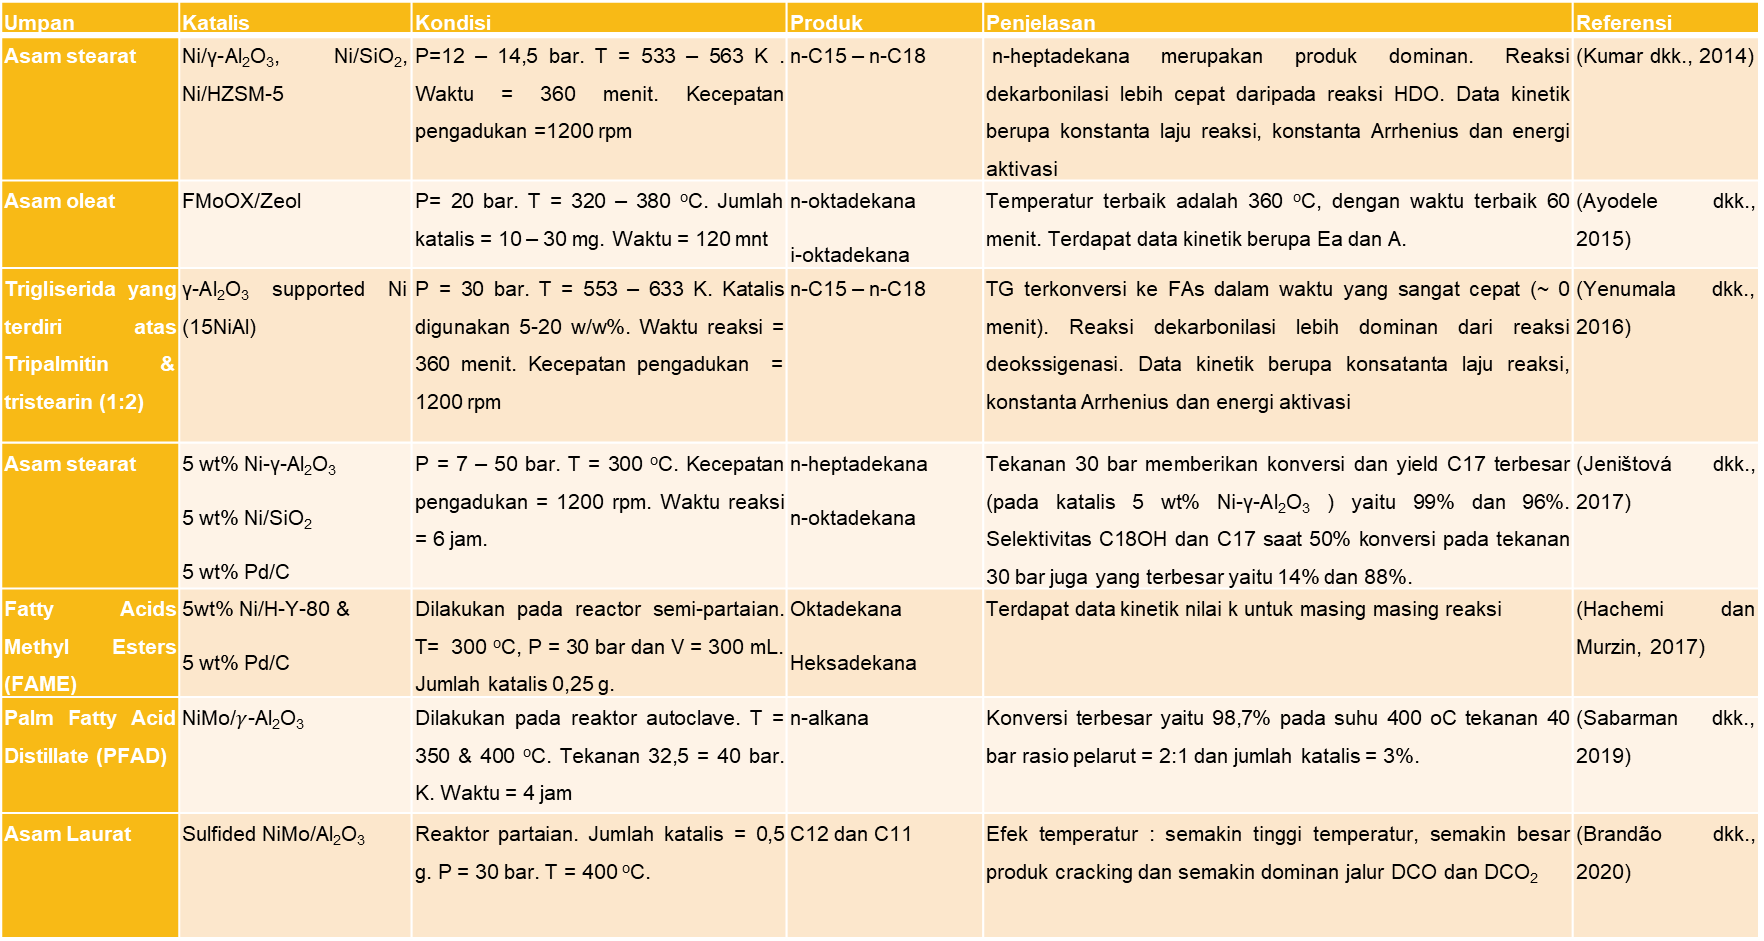 Umpan Katalis Kondisi Produk Penjelasan Referensi
Asam stearat
Ni/γ-Al2O3, Ni/SiO2,
Ni/HZSM-5
P=12 – 14,5 bar. T = 533 – 563 K .
Waktu = 360 menit. Kecepatan
pengadukan =1200 rpm
n-C15 – n-C18
n-heptadekana merupakan produk dominan. Reaksi
dekarbonilasi lebih cepat daripada reaksi HDO. Data kinetik
berupa konstanta laju reaksi, konstanta Arrhenius dan energi
aktivasi
(Kumar dkk., 2014)
Asam oleat
FMoOX/Zeol
P= 20 bar. T = 320 – 380 oC. Jumlah
katalis = 10 – 30 mg. Waktu = 120 mnt
n-oktadekana
i-oktadekana
Temperatur terbaik adalah 360 oC, dengan waktu terbaik 60
menit. Terdapat data kinetik berupa Ea dan A.
(Ayodele dkk.,
2015)
Trigliserida yang
terdiri atas
Tripalmitin &
tristearin (1:2)
γ-Al2O3 supported Ni
(15NiAl)
P = 30 bar. T = 553 – 633 K. Katalis
digunakan 5-20 w/w%. Waktu reaksi =
360 menit. Kecepatan pengadukan =
1200 rpm
n-C15 – n-C18
TG terkonversi ke FAs dalam waktu yang sangat cepat (~ 0
menit). Reaksi dekarbonilasi lebih dominan dari reaksi
deokssigenasi. Data kinetik berupa konsatanta laju reaksi,
konstanta Arrhenius dan energi aktivasi
(Yenumala dkk.,
2016)
Asam stearat
5 wt% Ni-γ-Al2O3
5 wt% Ni/SiO2
5 wt% Pd/C
P = 7 – 50 bar. T = 300 oC. Kecepatan
pengadukan = 1200 rpm. Waktu reaksi
= 6 jam.
n-heptadekana
n-oktadekana
Tekanan 30 bar memberikan konversi dan yield C17 terbesar
(pada katalis 5 wt% Ni-γ-Al2O3 ) yaitu 99% dan 96%.
Selektivitas C18OH dan C17 saat 50% konversi pada tekanan
30 bar juga yang terbesar yaitu 14% dan 88%.
(Jeništová dkk.,
2017)
Fatty Acids
Methyl Esters
(FAME)
5wt% Ni/H-Y-80 &
5 wt% Pd/C
Dilakukan pada reactor semi-partaian.
T= 300 oC, P = 30 bar dan V = 300 mL.
Jumlah katalis 0,25 g.
Oktadekana
Heksadekana
Terdapat data kinetik nilai k untuk masing masing reaksi
(Hachemi dan
Murzin, 2017)
Palm Fatty Acid
Distillate (PFAD)
NiMo/γ-Al2O3
Dilakukan pada reaktor autoclave. T =
350 & 400 oC. Tekanan 32,5 = 40 bar.
K. Waktu = 4 jam
n-alkana
Konversi terbesar yaitu 98,7% pada suhu 400 oC tekanan 40
bar rasio pelarut = 2:1 dan jumlah katalis = 3%.
(Sabarman dkk.,
2019)
Asam Laurat
Sulfided NiMo/Al2O3
Reaktor partaian. Jumlah katalis = 0,5
g. P = 30 bar. T = 400 oC.
C12 dan C11
Efek temperatur : semakin tinggi temperatur, semakin besar
produk cracking dan semakin dominan jalur DCO dan DCO2
(Brandão dkk.,
2020)